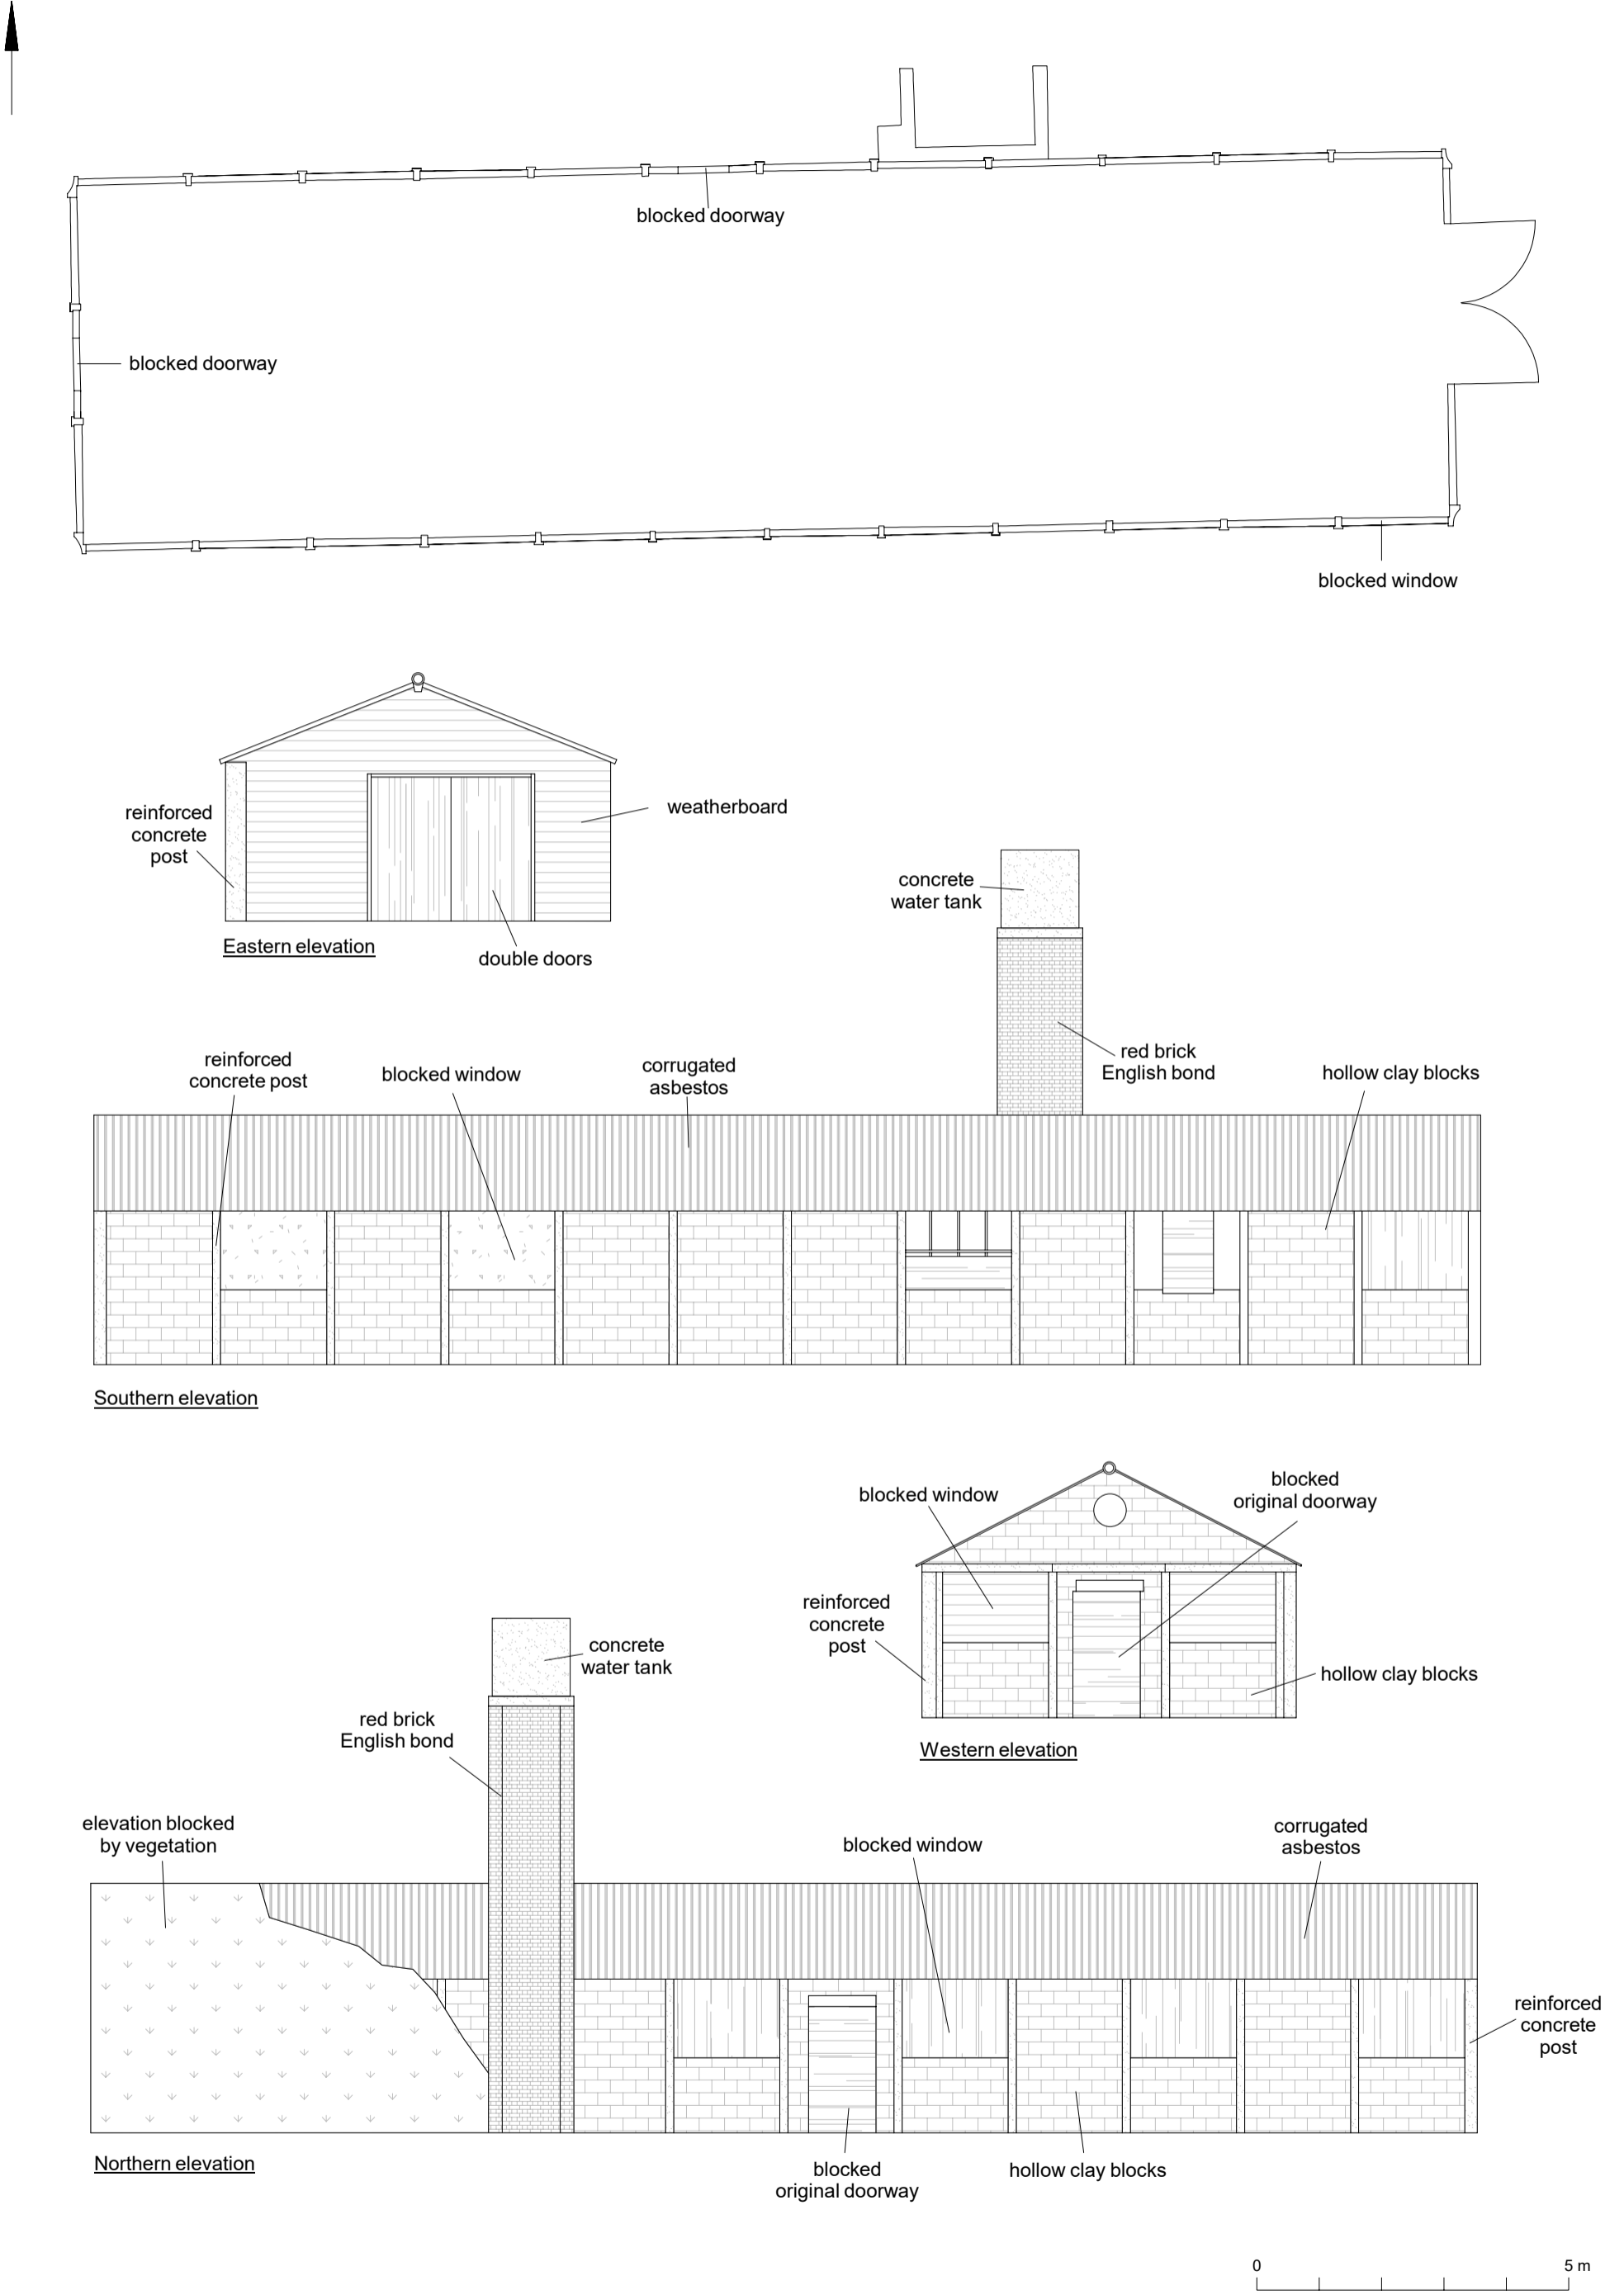 blocked doorway
blocked doorway
blocked window
reinforced
concrete
post
weatherboard
Eastern elevation
double doors
concrete
water tank
red brick
English bond
reinforced
concrete post
blocked window
corrugated
asbestos
hollow clay blocks
Southern elevation
blocked window
blocked
original doorway
reinforced
concrete
post
hollow clay blocks
Western elevation
concrete
water tank
red brick
English bond
elevation blocked
by vegetation
blocked window
corrugated
asbestos
reinforced
concrete
post
Northern elevation
blocked
original doorway
hollow clay blocks
0
5 m